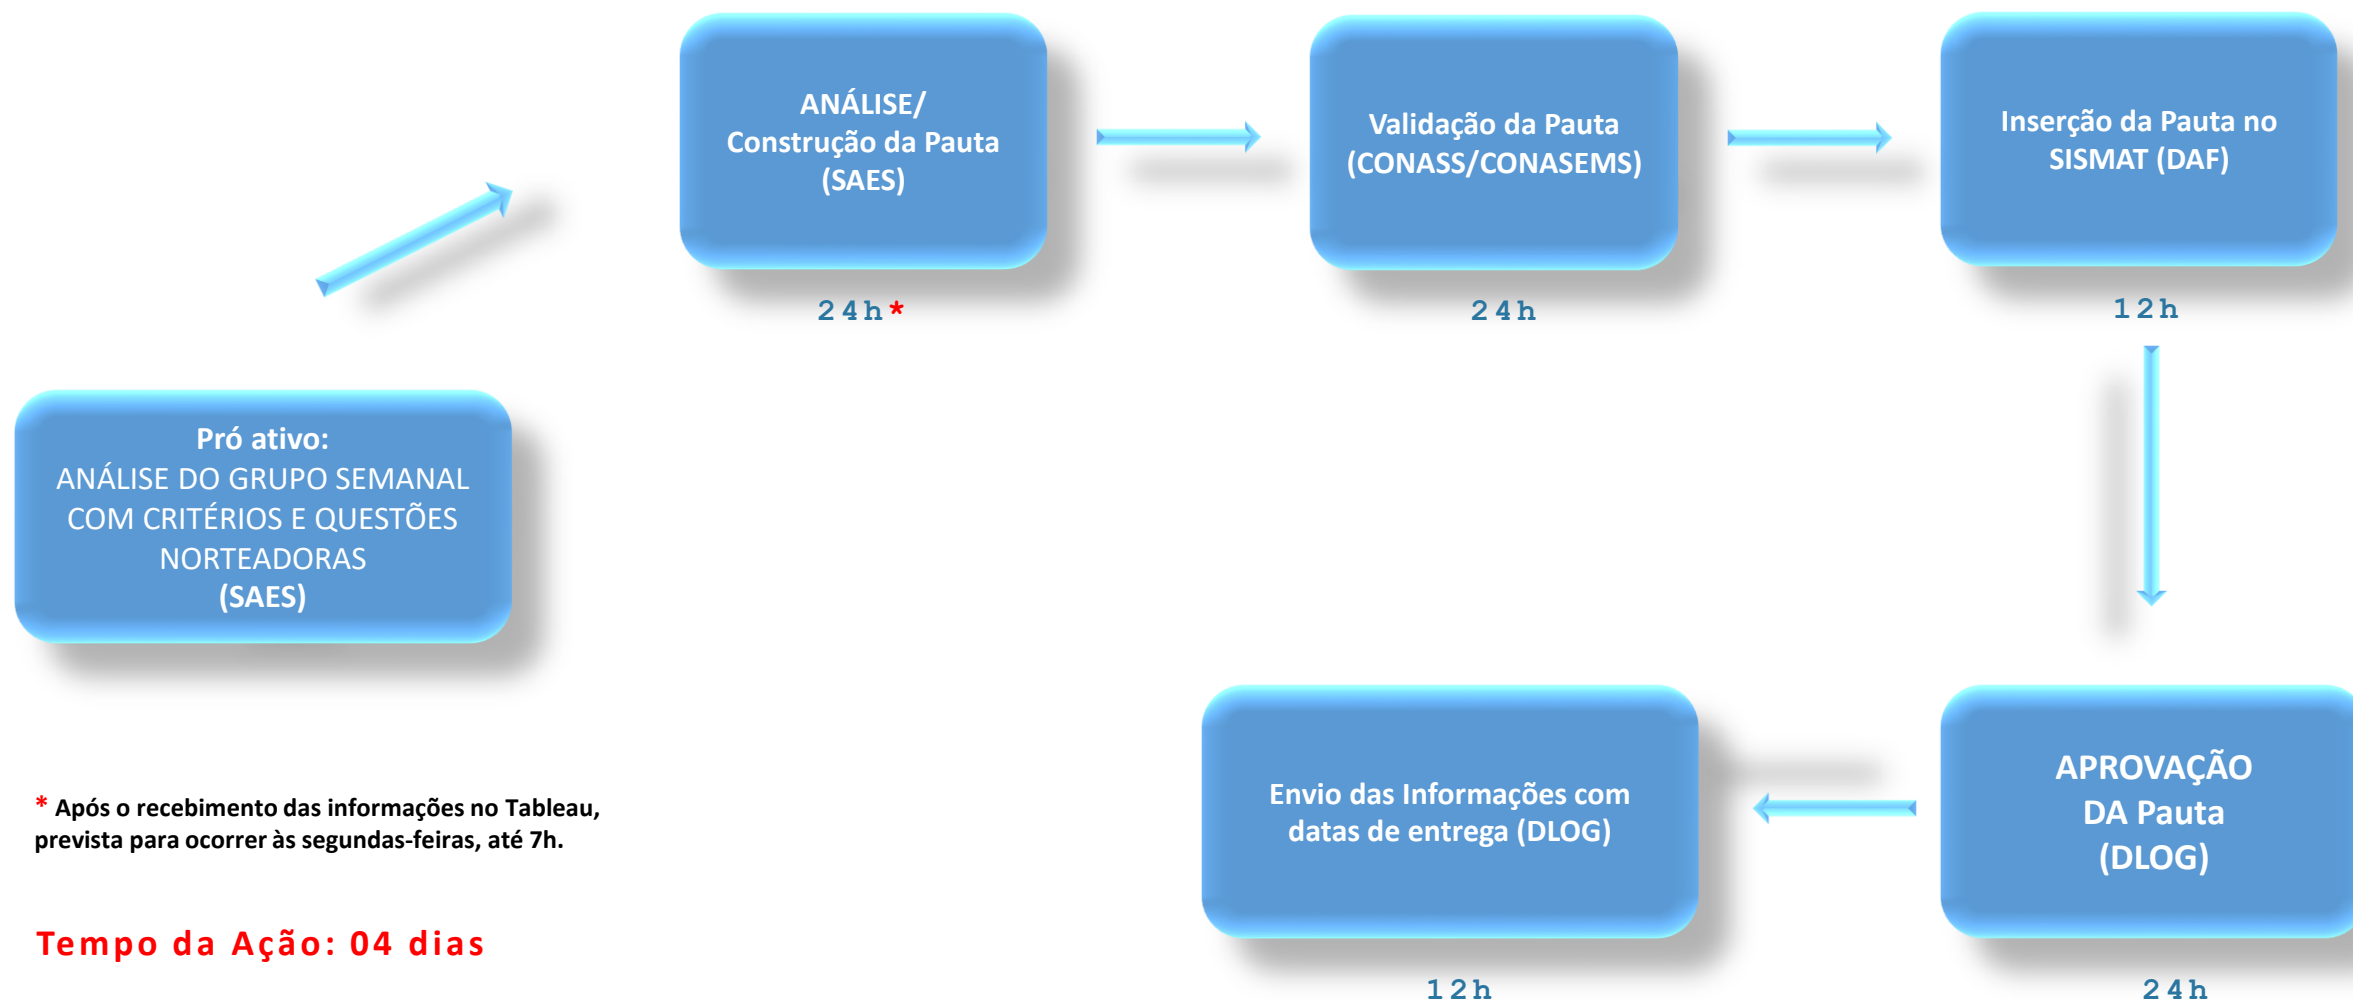 Pró ativo:
ANÁLISE DO GRUPO SEMANAL
COM CRITÉRIOS E QUESTÕES
NORTEADORAS
(SAES)
ANÁLISE/
Construção da Pauta
(SAES)
24h*
Validação da Pauta
(CONASS/CONASEMS)
24h
Inserção da Pauta no
SISMAT (DAF)
12h
APROVAÇÃO
DA Pauta
(DLOG)
24h
Envio das Informações com
datas de entrega (DLOG)
12h
* Após o recebimento das informações no Tableau,
prevista para ocorrer às segundas-feiras, até 7h.
Tempo da Ação: 04 dias